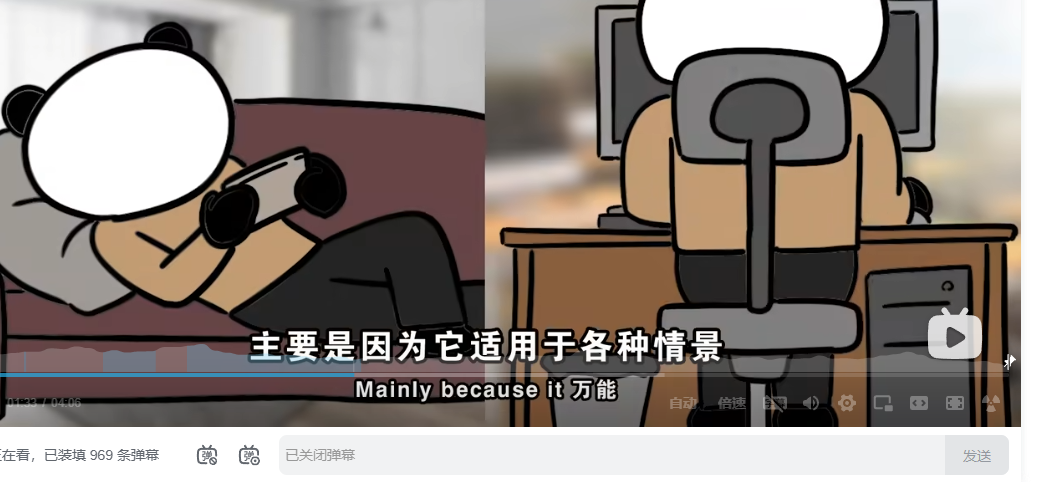 主要是因为它适用于各种情景
Mainly because it 万能
01:33 / 04:06
自动 倍速
在看，已装填 969 条弹幕
已关闭弹幕
发送